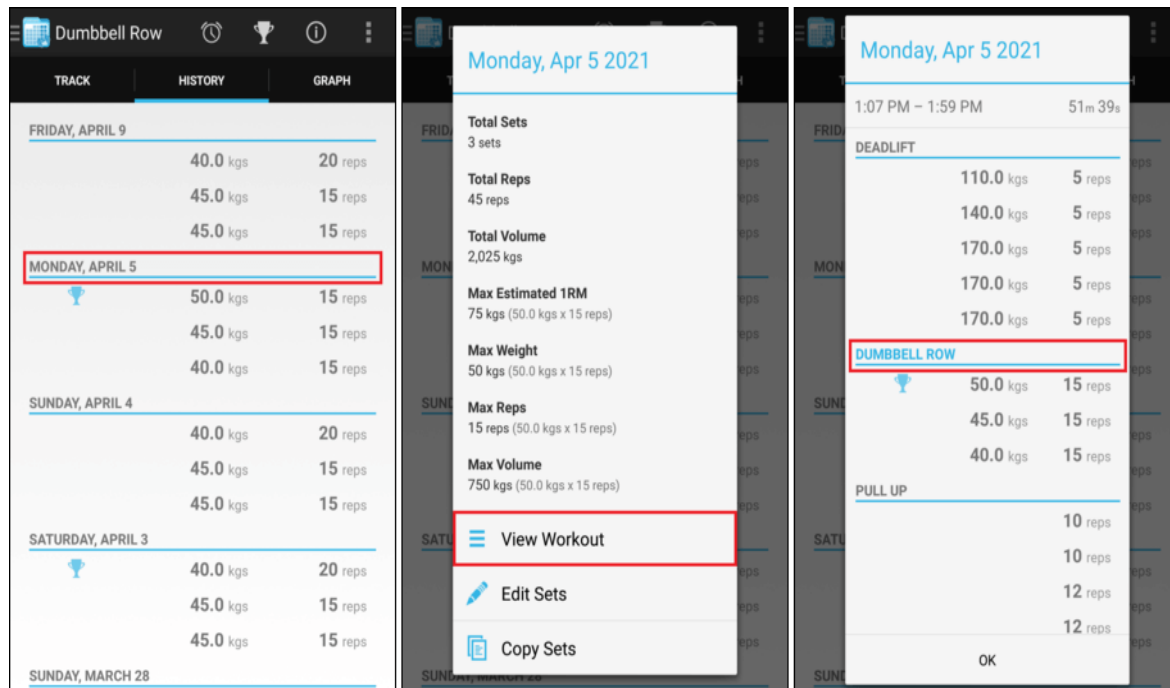 Dumbbell Row
TRACK HISTORY GRAPH
FRIDAY, APRIL 9
40.0 kgs 20 reps
45.0 kgs 15 reps
45.0 kgs 15 reps
MONDAY, APRIL 5
50.0 kgs 15 reps
45.0 kgs 15 reps
40.0 kgs 15 reps
SUNDAY, APRIL 4
40.0 kgs 20 reps
45.0 kgs 15 reps
45.0 kgs 15 reps
SATURDAY, APRIL 3
40.0 kgs 20 reps
45.0 kgs 15 reps
45.0 kgs 15 reps
SUNDAY, MARCH 28
Monday, Apr 5 2021
Total Sets
3 sets
Total Reps
45 reps
Total Volume
2,025 kgs
Max Estimated 1RM
75 kgs (50.0 kgs x 15 reps)
Max Weight
50 kgs (50.0 kgs x 15 reps)
Max Reps
15 reps (50.0 kgs x 15 reps)
Max Volume
750 kgs (50.0 kgs x 15 reps)
View Workout
Edit Sets
Copy Sets
Monday, Apr 5 2021
1:07 PM – 1:59 PM 51m 39s
DEADLIFT
110.0 kgs 5 reps
140.0 kgs 5 reps
170.0 kgs 5 reps
170.0 kgs 5 reps
170.0 kgs 5 reps
DUMBBELL ROW
50.0 kgs 15 reps
45.0 kgs 15 reps
40.0 kgs 15 reps
PULL UP
10 reps
10 reps
12 reps
12 reps
OK